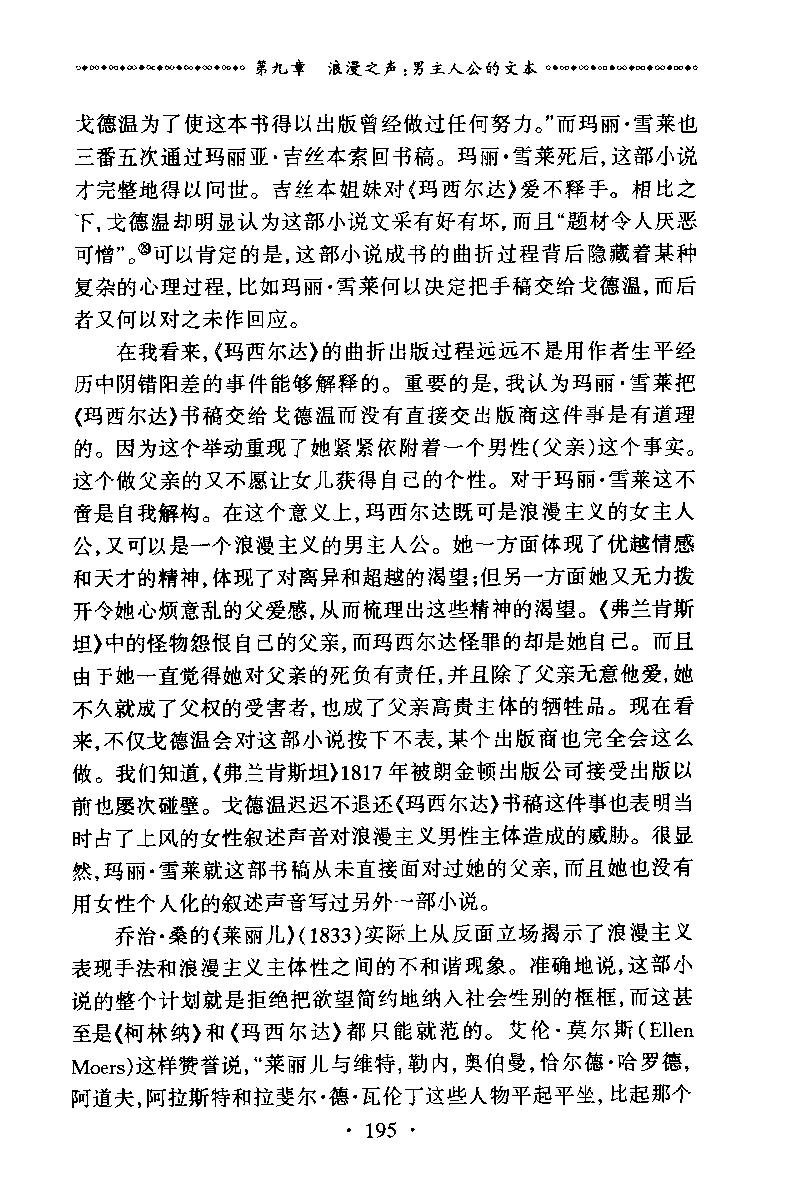 第九章 浪漫之声:男主人公的文本
戈德温为了使这本书得以出版曾经做过任何努力。”而玛丽·雪莱也
三番五次通过玛丽亚·吉丝本索回书稿。玛丽·雪莱死后,这部小说
才完整地得以问世。吉丝本姐妹对《玛西尔达》爱不释手。相比之
下,戈德温却明显认为这部小说文采有好有坏,而且“题材令人厌恶
可憎”。㉙可以肯定的是,这部小说成书的曲折过程背后隐藏着某种
复杂的心理过程,比如玛丽·雪莱何以决定把手稿交给戈德温,而后
者又何以对之未作回应。
在我看来,《玛西尔达》的曲折出版过程远远不是用作者生平经
历中阴错阳差的事件能够解释的。重要的是,我认为玛丽·雪莱把
《玛西尔达》书稿交给戈德温而没有直接交出版商这件事是有道理
的。因为这个举动重现了她紧紧依附着一个男性(父亲)这个事实。
这个做父亲的又不愿让女儿获得自己的个性。对于玛丽·雪莱这不
啻是自我解构。在这个意义上,玛西尔达既可是浪漫主义的女主人
公,又可以是一个浪漫主义的男主人公。她一方面体现了优越情感
和天才的精神,体现了对离异和超越的渴望;但另一方面她又无力拨
开令她心烦意乱的父爱感,从而梳理出这些精神的渴望。《弗兰肯斯
坦》中的怪物怨恨自己的父亲,而玛西尔达怪罪的却是她自己。而且
由于她一直觉得她对父亲的死负有责任,并且除了父亲无意他爱,她
不久就成了父权的受害者,也成了父亲高贵主体的牺牲品。现在看
来,不仅戈德温会对这部小说按下不表,某个出版商也完全会这么
做。我们知道,《弗兰肯斯坦》1817年被朗金顿出版公司接受出版以
前也屡次碰壁。戈德温迟迟不退还《玛西尔达》书稿这件事也表明当
时占了上风的女性叙述声音对浪漫主义男性主体造成的威胁。很显
然,玛丽·雪莱就这部书稿从未直接面对过她的父亲,而且她也没有
用女性个人化的叙述声音写过另外一部小说。
乔治·桑的《莱丽儿》(1833)实际上从反面立场揭示了浪漫主义
表现手法和浪漫主义主体性之间的不和谐现象。准确地说,这部小
说的整个计划就是拒绝把欲望简约地纳入社会性别的框框,而这甚
至是《柯林纳》和《玛西尔达》都只能就范的。艾伦·莫尔斯(Ellen
Moers)这样赞誉说,“莱丽儿与维特,勒内,奥伯曼,恰尔德·哈罗德,
阿道夫,阿拉斯特和拉斐尔·德·瓦伦丁这些人物平起平坐,比起那个
· 195 ·